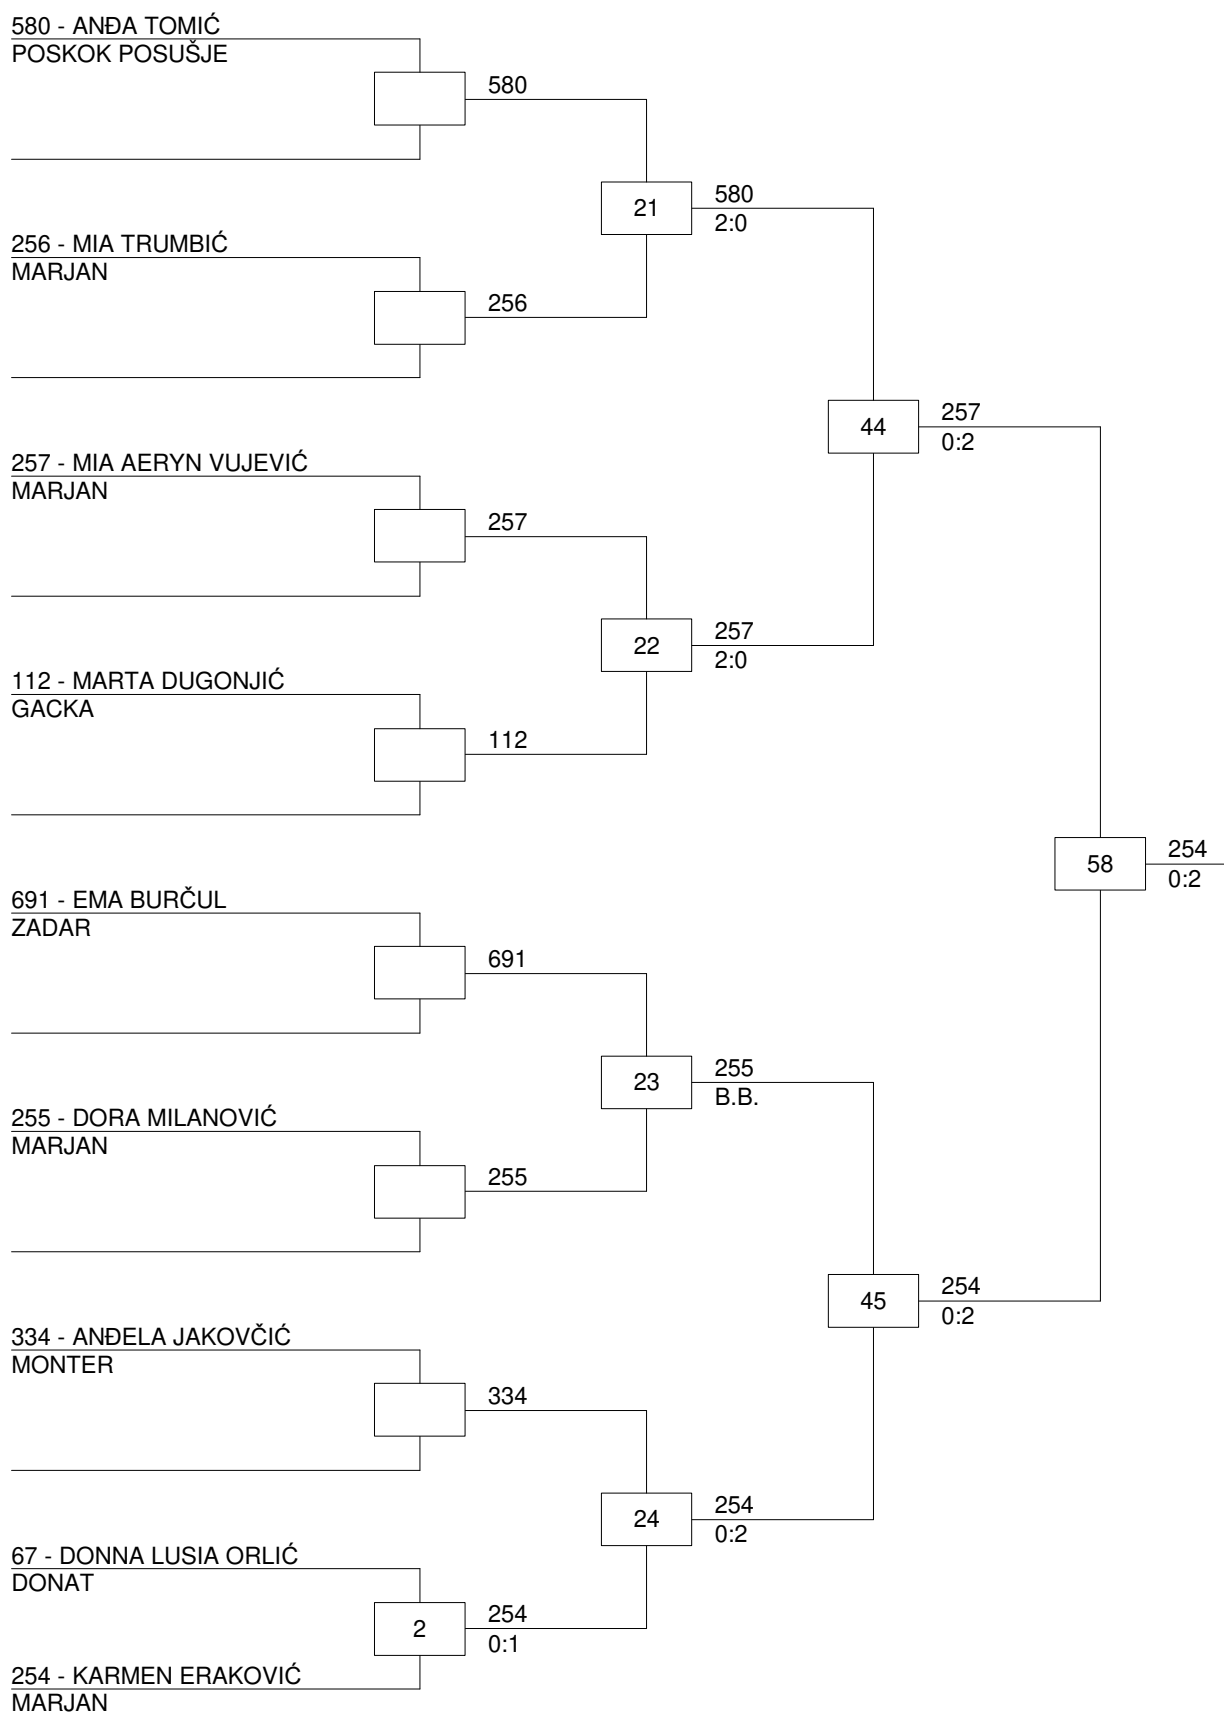 580 - ANĐA TOMIĆ
POSKOK POSUŠJE
580
21
580
2:0
256 - MIA TRUMBIĆ
MARJAN
256
44
257
0:2
257 - MIA AERYN VUJEVIĆ
MARJAN
257
22
257
2:0
112 - MARTA DUGONJIĆ
GACKA
112
58
254
0:2
691 - EMA BURČUL
ZADAR
691
23
255
B.B.
255 - DORA MILANOVIĆ
MARJAN
255
45
254
0:2
334 - ANĐELA JAKOVČIĆ
MONTER
334
24
254
0:2
67 - DONNA LUSIA ORLIĆ
DONAT
2
254
0:1
254 - KARMEN ERAKOVIĆ
MARJAN